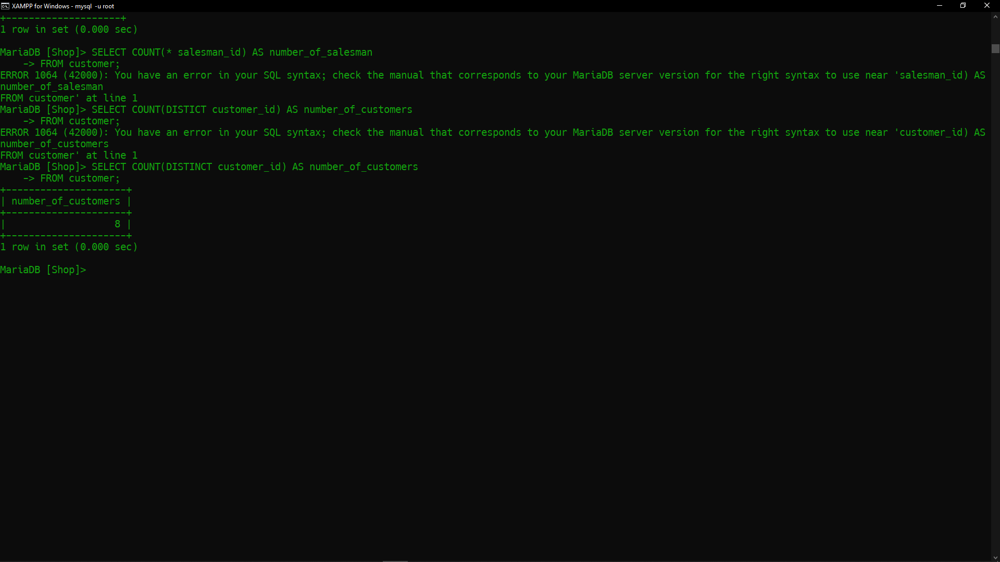 XAMPP for Windows - mysql  -u root
+--------------------+
1 row in set (0.000 sec)
MariaDB [Shop]> SELECT COUNT(* salesman_id) AS number_of_salesman
    -> FROM customer;
ERROR 1064 (42000): You have an error in your SQL syntax; check the manual that corresponds to your MariaDB server version for the right syntax to use near 'salesman_id) AS
number_of_salesman
FROM customer' at line 1
MariaDB [Shop]> SELECT COUNT(DISTICT customer_id) AS number_of_customers
    -> FROM customer;
ERROR 1064 (42000): You have an error in your SQL syntax; check the manual that corresponds to your MariaDB server version for the right syntax to use near 'customer_id) AS
number_of_customers
FROM customer' at line 1
MariaDB [Shop]> SELECT COUNT(DISTINCT customer_id) AS number_of_customers
    -> FROM customer;
+---------------------+
| number_of_customers |
+---------------------+
|                   8 |
+---------------------+
1 row in set (0.000 sec)
MariaDB [Shop]>